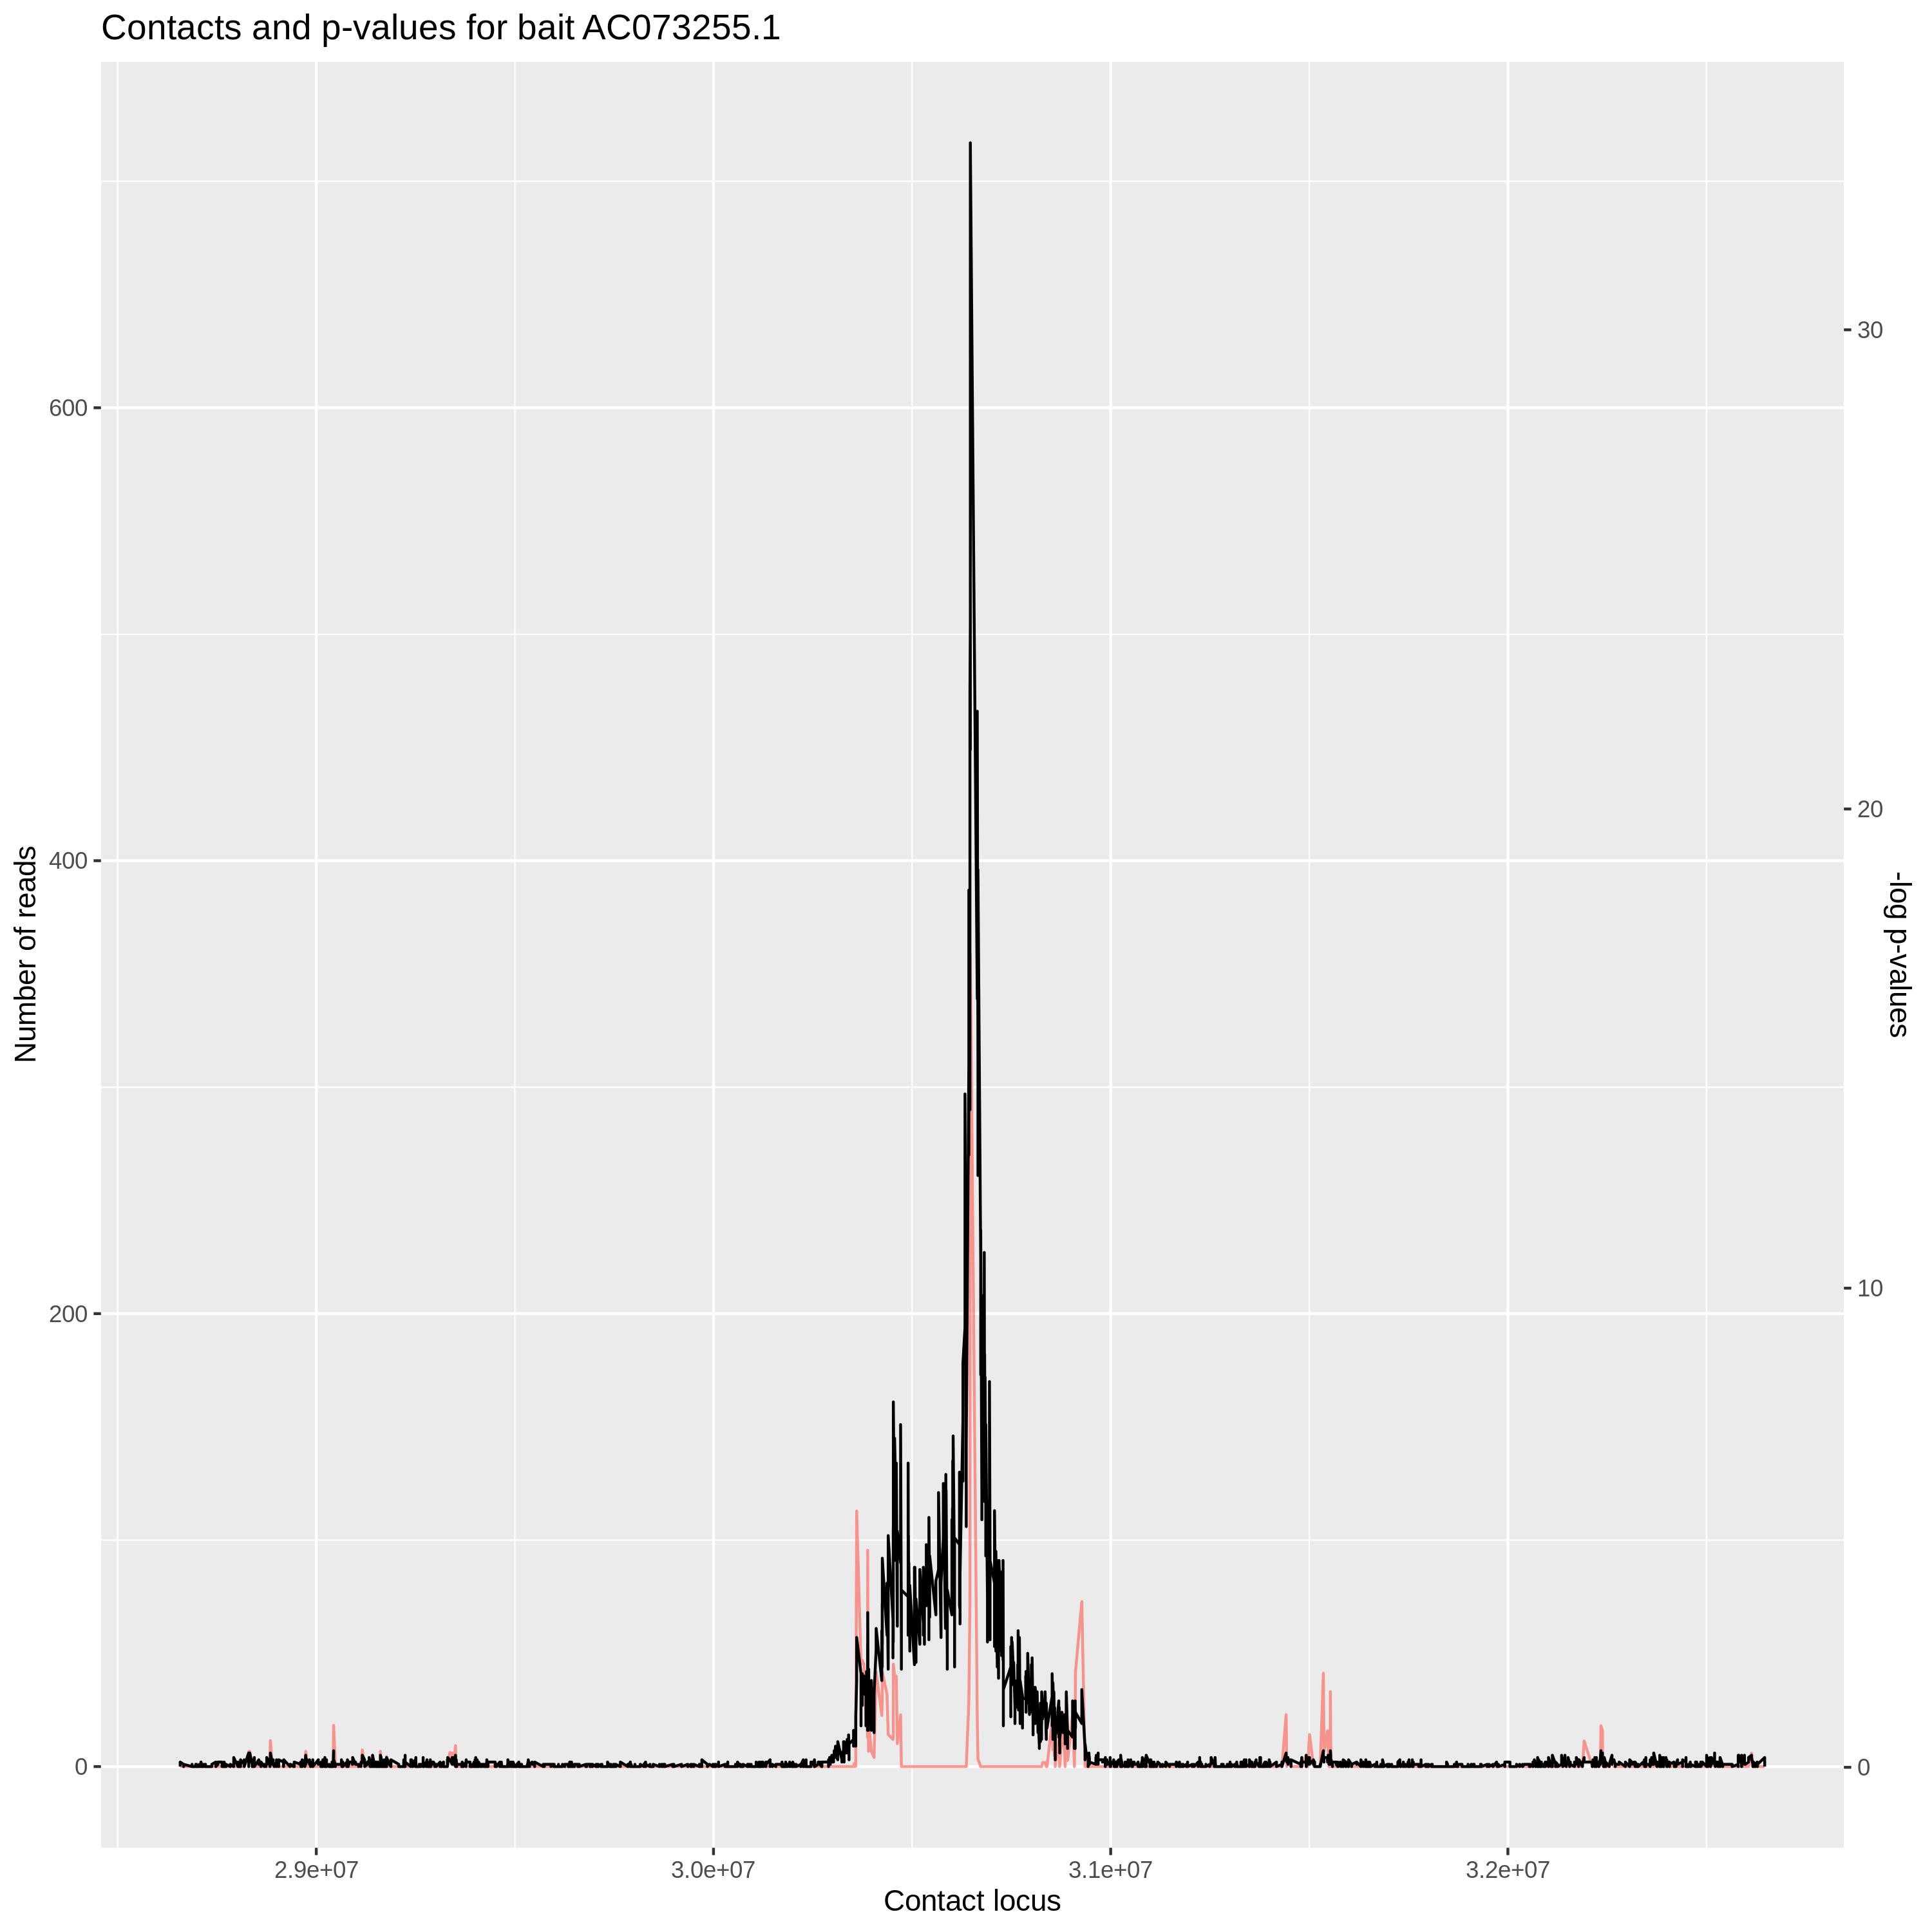 Contacts and p-values for bait AC073255.1
Number of reads
600
400
200
0
30
20
10
0
-log p-values
2.9e+07
3.0e+07
3.1e+07
3.2e+07
Contact locus